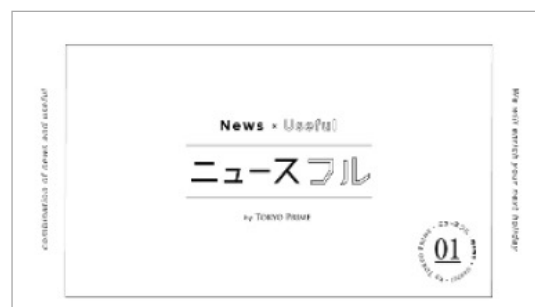 combination of news and useful
News × Useful
ニュースフル
by TOKYO PRIME
We will enrich your next holiday
01